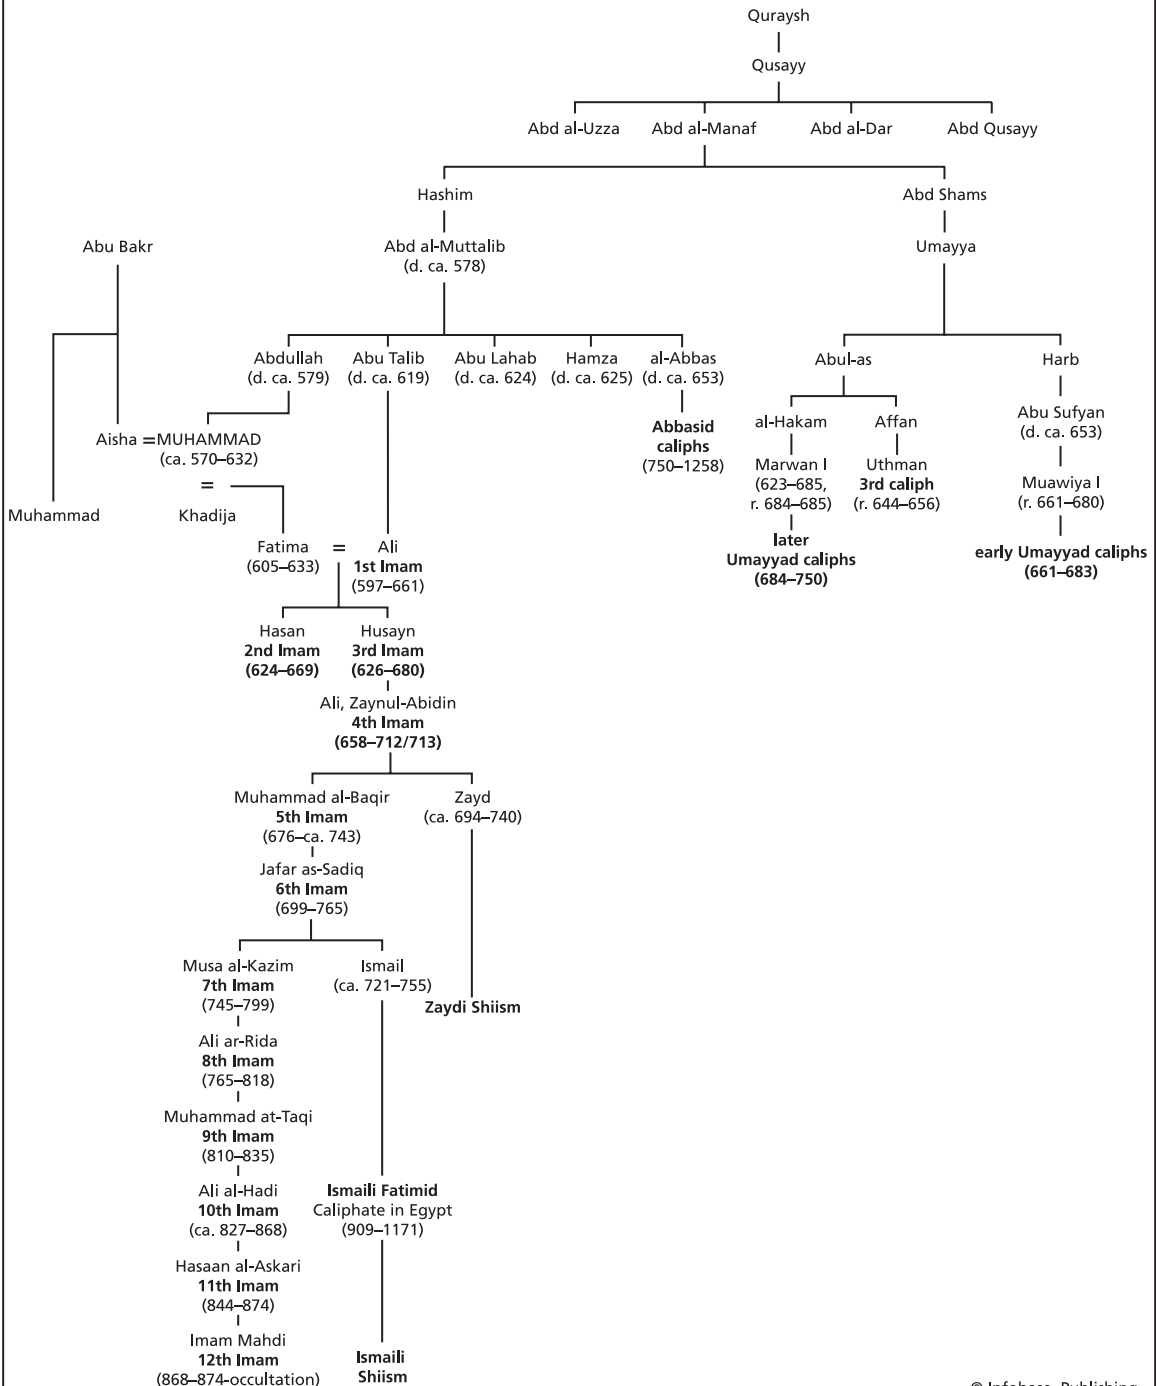 Quraysh
Qusayy
Abd al-Uzza
Abd al-Manaf
Abd al-Dar
Abd Qusayy
Hashim
Abd Shams
Abu Bakr
Abd al-Muttalib
(d. ca. 578)
Umayya
Abdullah
(d. ca. 579)
Abu Talib
(d. ca. 619)
Abu Lahab
(d. ca. 624)
Hamza
(d. ca. 625)
al-Abbas
(d. ca. 653)
Abul-as
Harb
Abbasid
caliphs
(750–1258)
al-Hakam
Affan
Abu Sufyan
(d. ca. 653)
Aisha = MUHAMMAD
(ca. 570–632)
=
Marwan I
(623–685,
r. 684–685)
Uthman
3rd caliph
(r. 644–656)
Muawiya I
(r. 661–680)
Muhammad
Khadija
later
Umayyad caliphs
(684–750)
early Umayyad caliphs
(661–683)
Fatima
(605–633)
=
Ali
1st Imam
(597–661)
Hasan
2nd Imam
(624–669)
Husayn
3rd Imam
(626–680)
Ali, Zaynul-Abidin
4th Imam
(658–712/713)
Muhammad al-Baqir
5th Imam
(676–ca. 743)
Zayd
(ca. 694–740)
Jafar as-Sadiq
6th Imam
(699–765)
Musa al-Kazim
7th Imam
(745–799)
Ismail
(ca. 721–755)
Zaydi Shiism
Ali ar-Rida
8th Imam
(765–818)
Muhammad at-Taqi
9th Imam
(810–835)
Ali al-Hadi
10th Imam
(ca. 827–868)
Ismaili Fatimid
Caliphate in Egypt
(909–1171)
Hasaan al-Askari
11th Imam
(844–874)
Imam Mahdi
12th Imam
(868–874-occultation)
Ismaili
Shiism
© Infobase Publishing